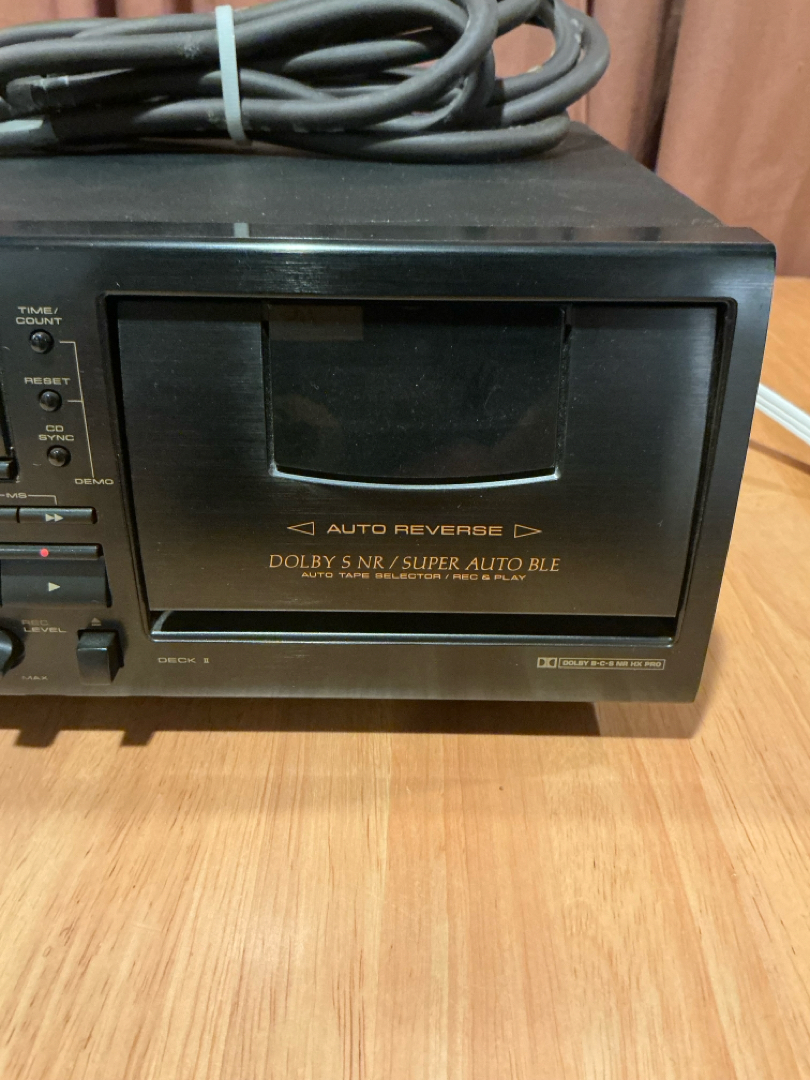 TIME/
COUNT
RESET
CD
SYNC
DEMO
-MS
REC
LEVEL
MAX
AUTO REVERSE
DOLBY S NR / SUPER AUTO BLE
AUTO TAPE SELECTOR / REC & PLAY
DECK II
DOLBY B-C-S NR HX PRO